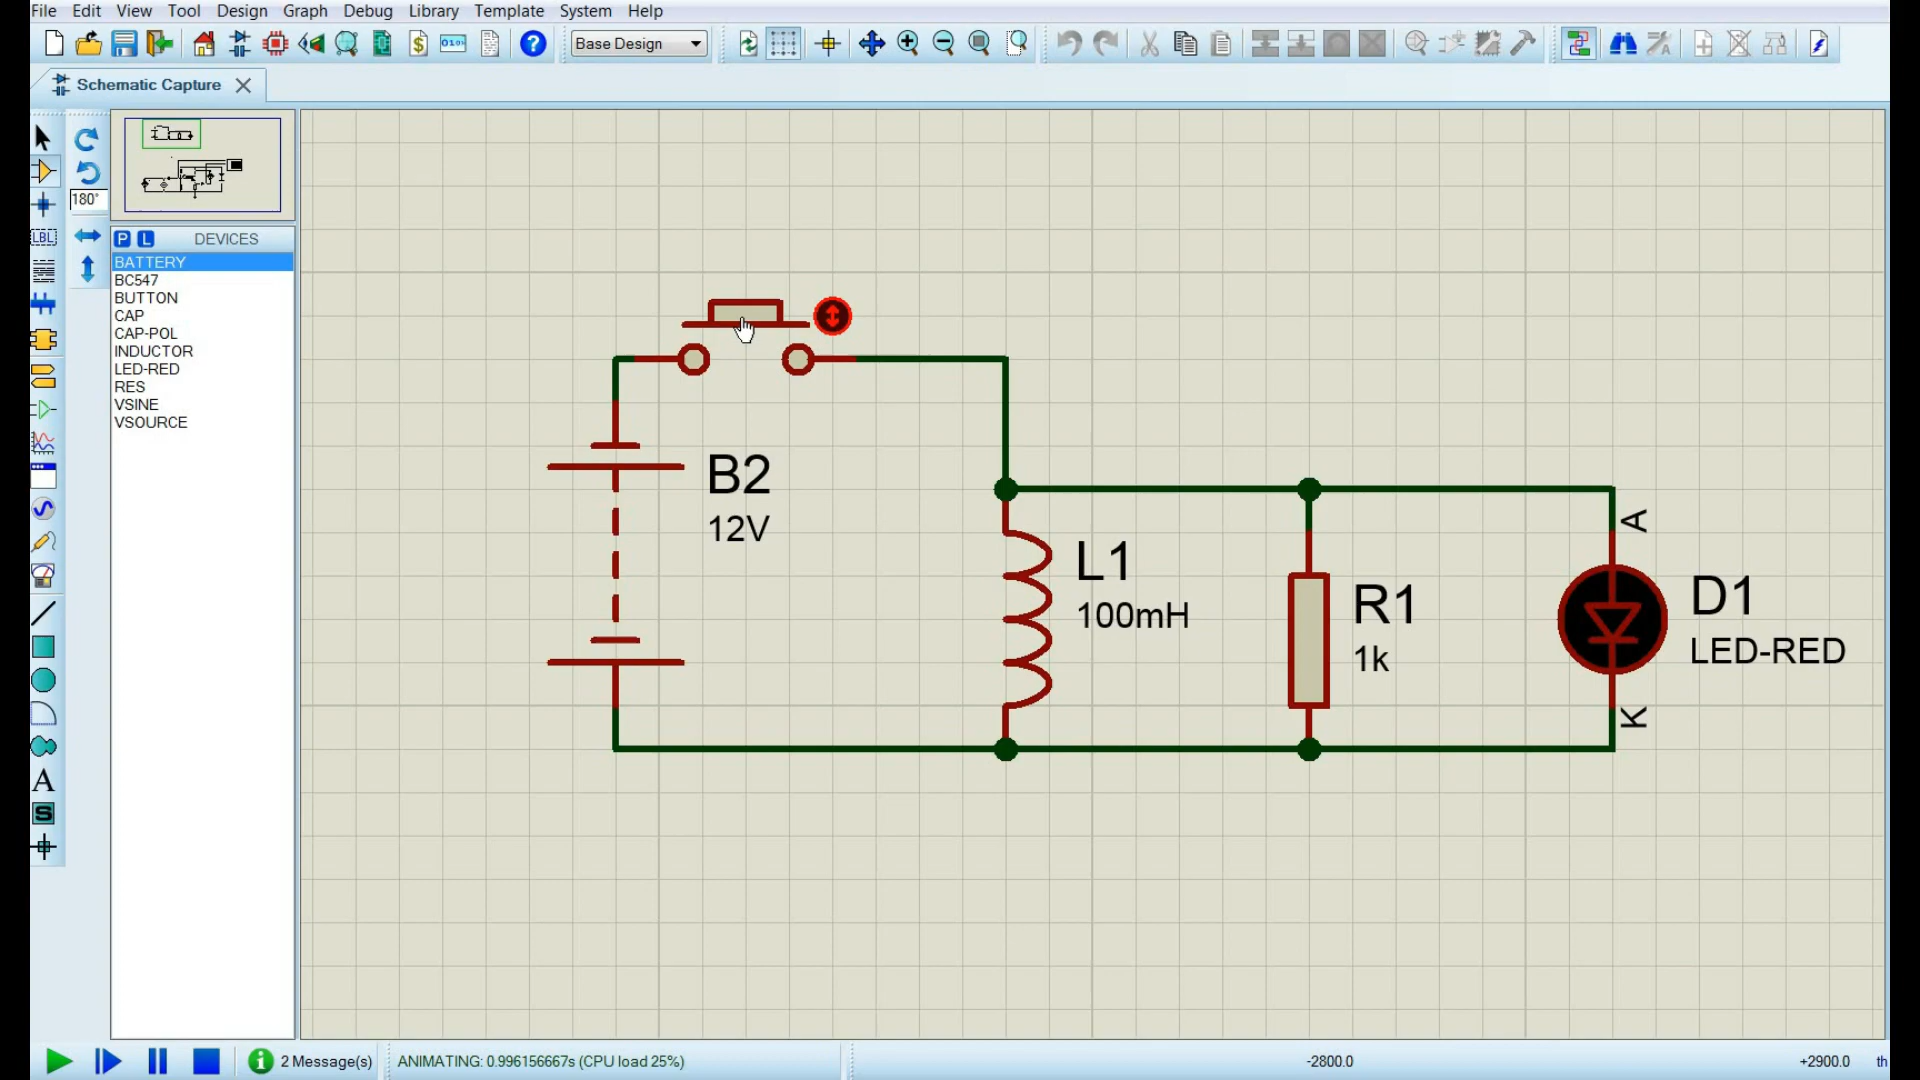 File Edit View Tool Design Graph Debug Library Template System Help
0101
Base Design
Schematic Capture
180°
P L DEVICES
LBL
BATTERY
BC547
BUTTON
CAP
CAP-POL
INDUCTOR
LED-RED
RES
VSINE
VSOURCE
A
S
B2
12V
L1
100mH
R1
1k
A
D1
LED-RED
K
2 Message(s)
ANIMATING: 0.996156667s (CPU load 25%)
-2800.0
+2900.0
th